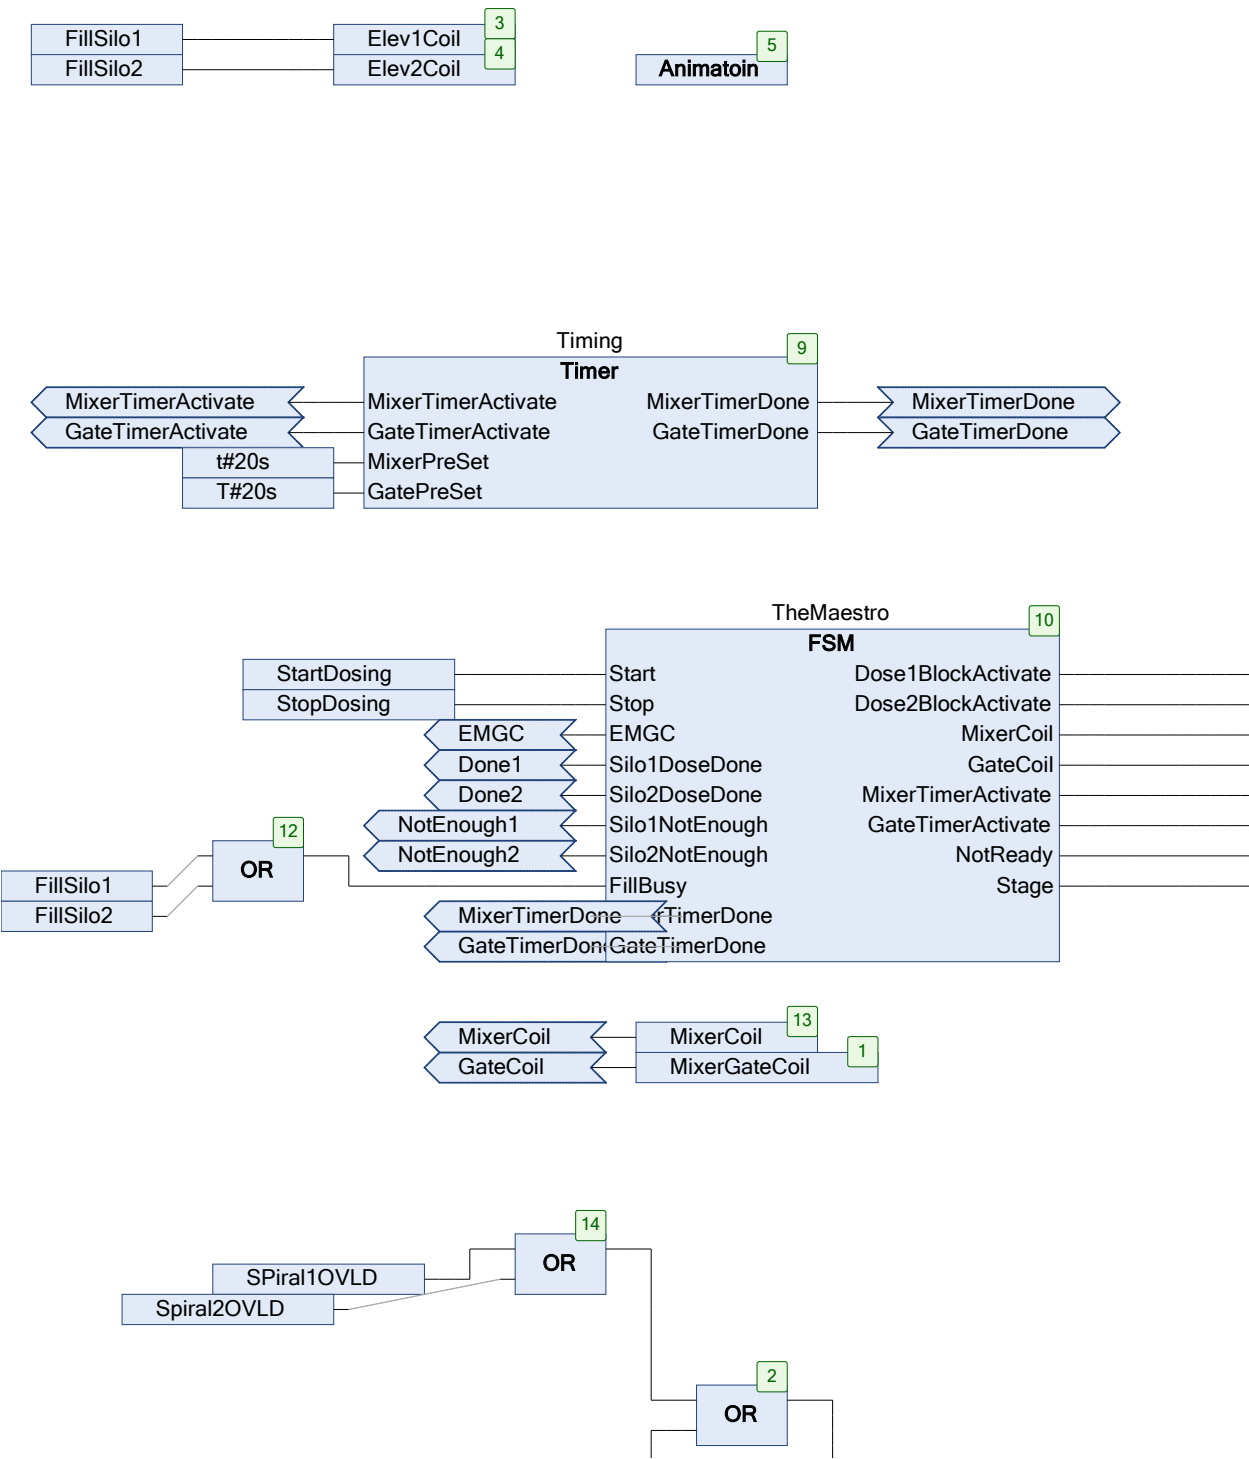 3
FillSilo1 Elev1Coil
4
5
FillSilo2 Elev2Coil Animatoin
Timing
9
Timer
MixerTimerActivate MixerTimerActivate MixerTimerDone MixerTimerDone
GateTimerActivate GateTimerActivate GateTimerDone GateTimerDone
t#20s MixerPreSet
T#20s GatePreSet
TheMaestro
10
FSM
StartDosing Start Dose1BlockActivate
StopDosing Stop Dose2BlockActivate
EMGC EMGC MixerCoil
Done1 Silo1DoseDone GateCoil
Done2 Silo2DoseDone MixerTimerActivate
NotEnough1 Silo1NotEnough GateTimerActivate
12
NotEnough2 Silo2NotEnough NotReady
OR
FillSilo1 FillBusy Stage
FillSilo2 MixerTimerDone rTimerDone
GateTimerDone GateTimerDone
13
MixerCoil MixerCoil
1
GateCoil MixerGateCoil
14
OR
SPiral1OVLD
Spiral2OVLD
2
OR